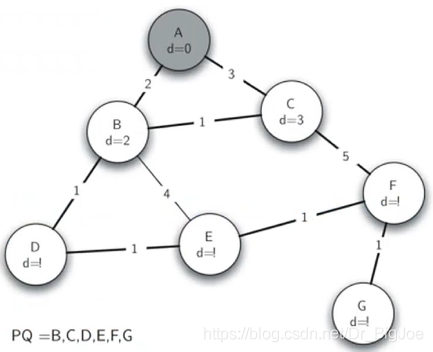 A
d=0
2
3
B
d=2
1
C
d=3
5
1
4
F
d=!
D
d=!
1
E
d=!
1
1
G
d=!
PQ =B,C,D,E,F,G
https://blog.csdn.net/Dr_BigJoe